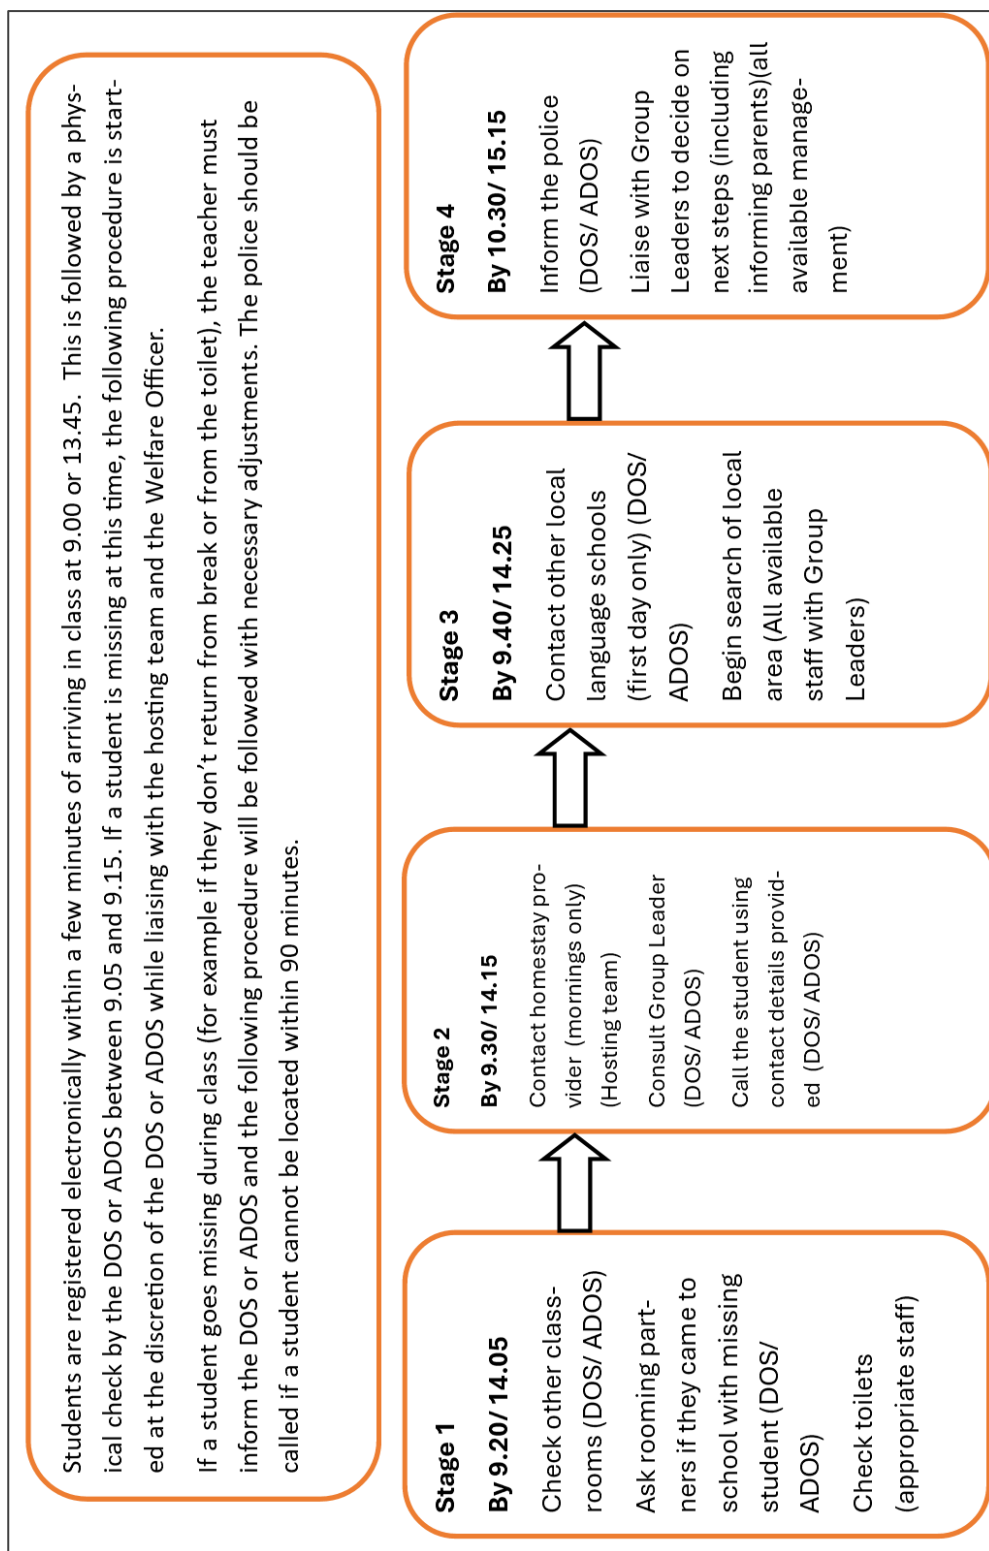 Students are registered electronically within a few minutes of arriving in class at 9.00 or 13.45.  This is followed by a phys-
ical check by the DOS or ADOS between 9.05 and 9.15. If a student is missing at this time, the following procedure is start-
ed at the discretion of the DOS or ADOS while liaising with the hosting team and the Welfare Officer.
If a student goes missing during class (for example if they don't return from break or from the toilet), the teacher must
inform the DOS or ADOS and the following procedure will be followed with necessary adjustments. The police should be
called if a student cannot be located within 90 minutes.
Stage 1
By 9.20/ 14.05
Check other class-
rooms (DOS/ ADOS)
Ask rooming part-
ners if they came to
school with missing
student (DOS/
ADOS)
Check toilets
(appropriate staff)
Stage 2
By 9.30/ 14.15
Contact homestay pro-
vider (mornings only)
(Hosting team)
Consult Group Leader
(DOS/ ADOS)
Call the student using
contact details provid-
ed (DOS/ ADOS)
Stage 3
By 9.40/ 14.25
Contact other local
language schools
(first day only) (DOS/
ADOS)
Begin search of local
area (All available
staff with Group
Leaders)
Stage 4
By 10.30/ 15.15
Inform the police
(DOS/ ADOS)
Liaise with Group
Leaders to decide on
next steps (including
informing parents)(all
available manage-
ment)